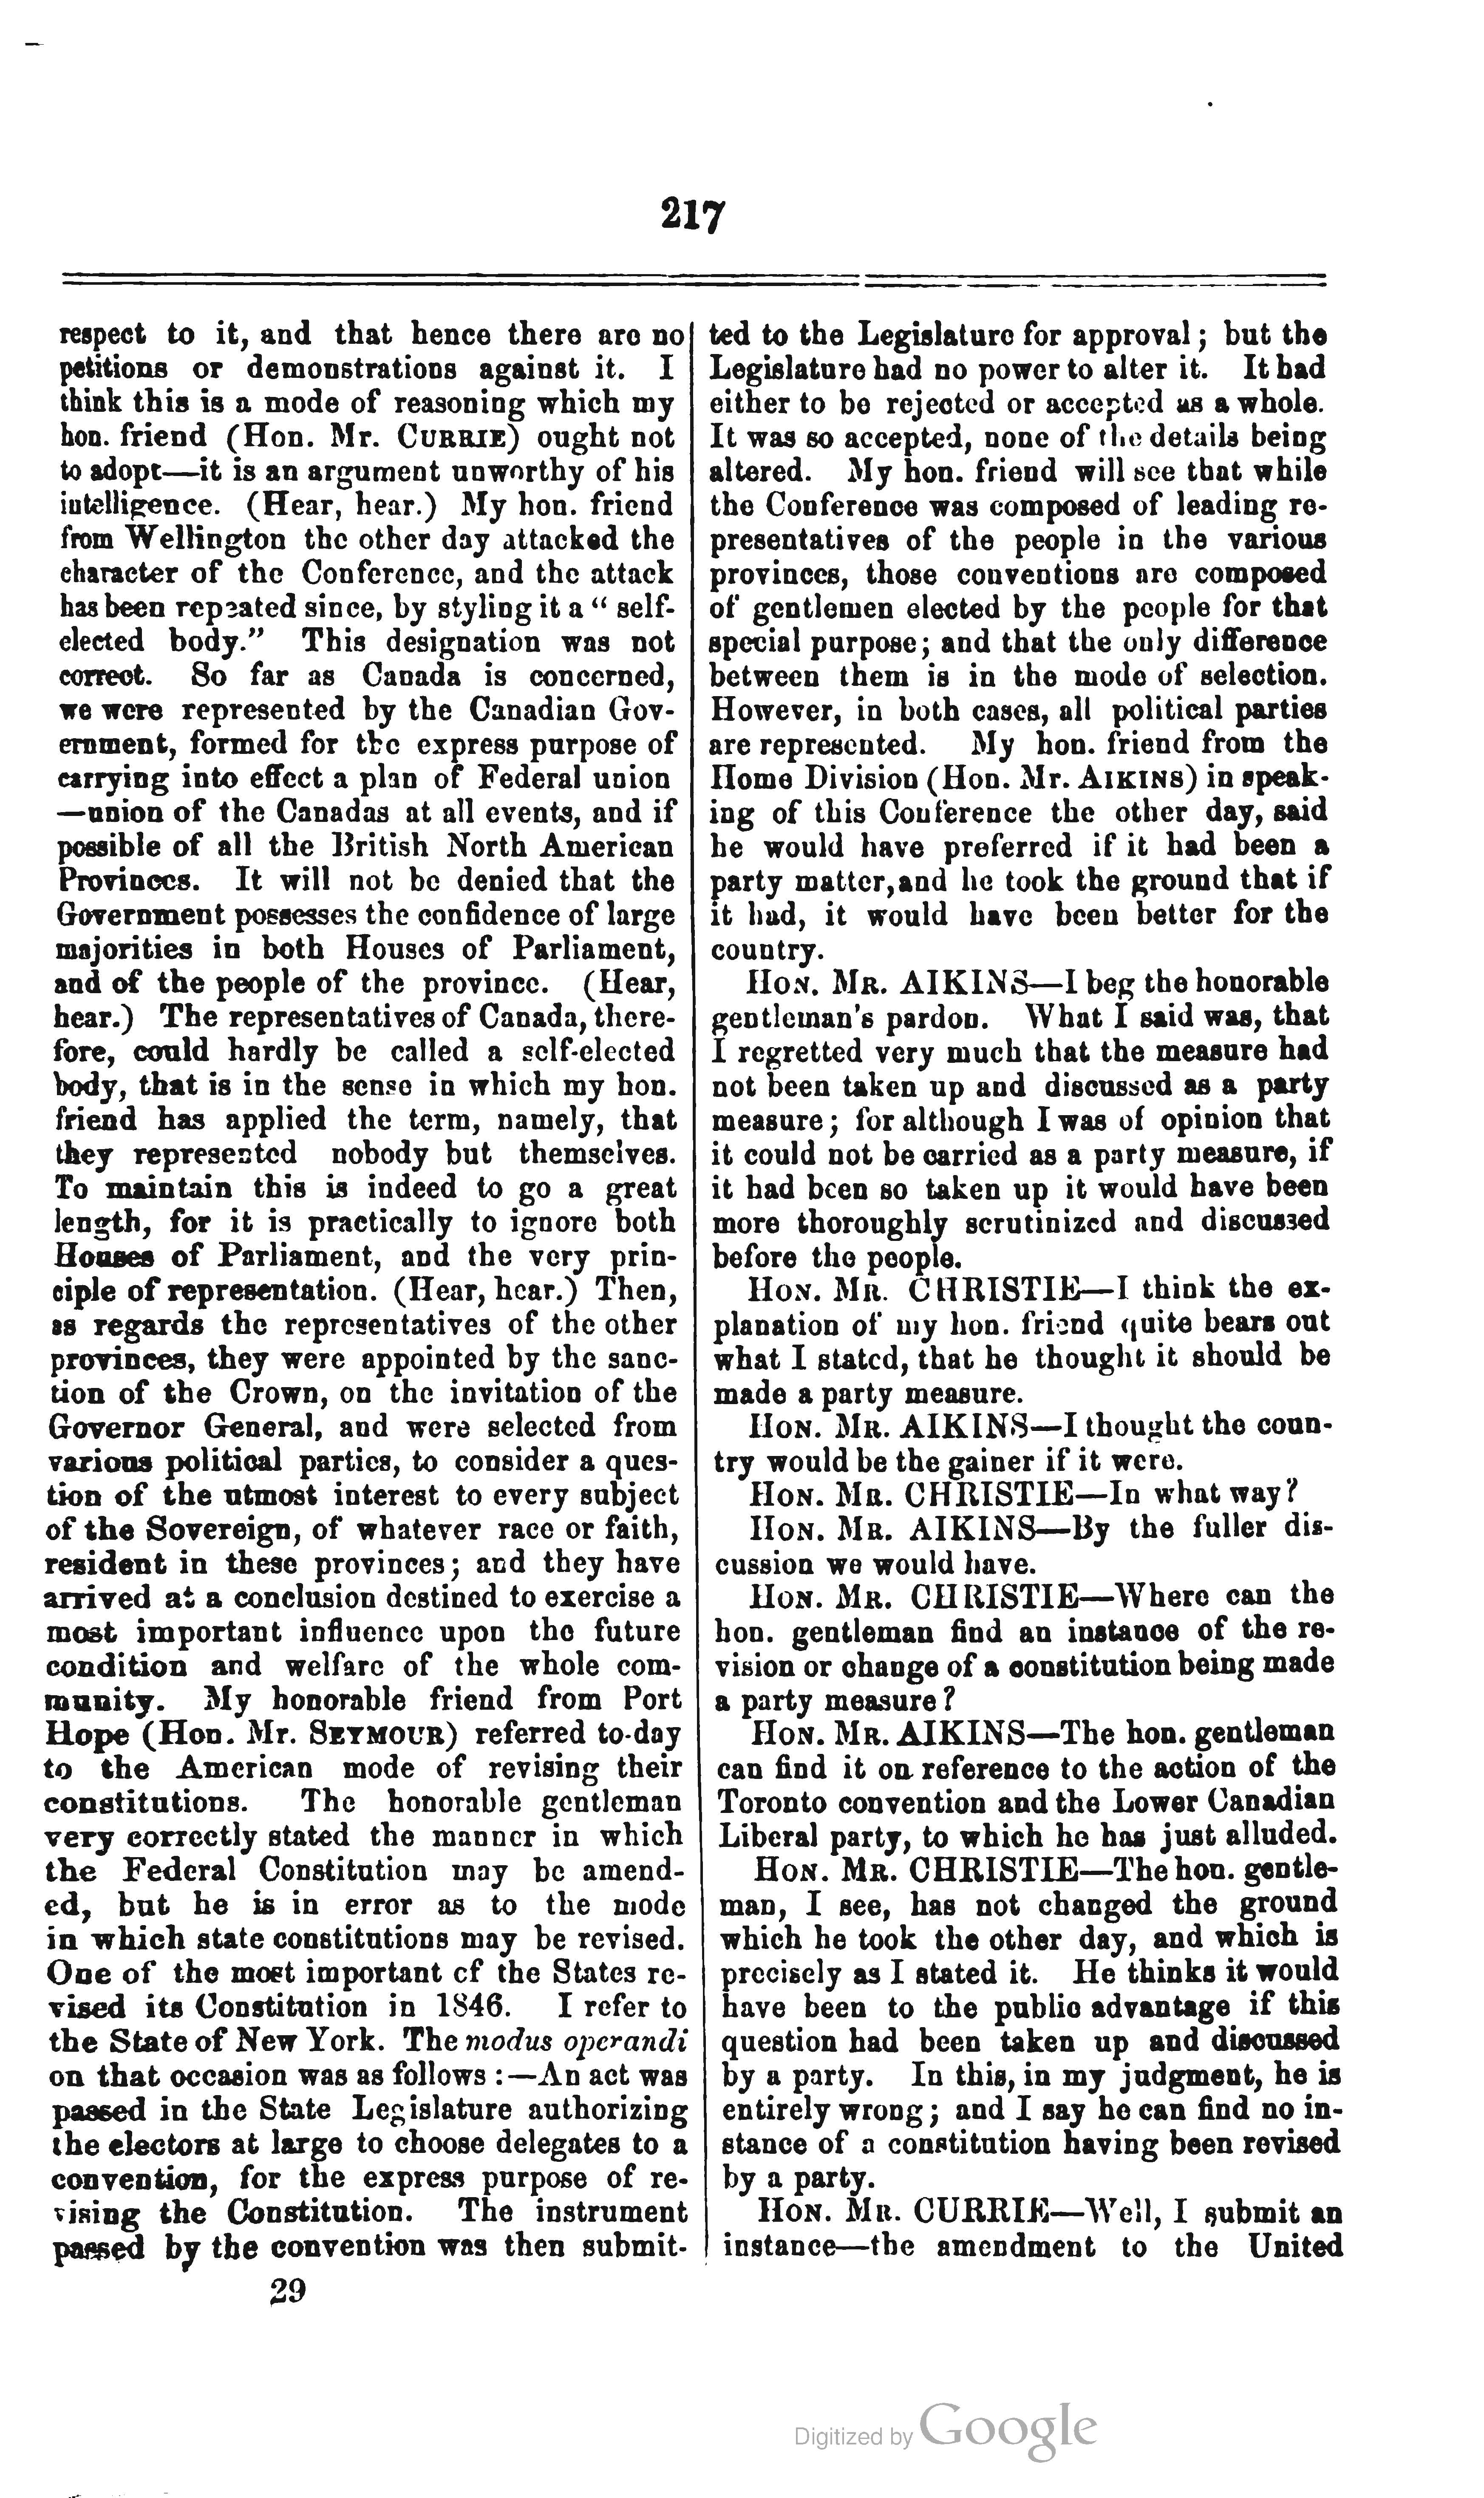 217
respect to it, and that hence there are no
petitions or demonstrations against it. I
think this is a mode of reasoning which my
hon. friend (Hon. Mr. CURRIE) ought not
to adopt—it is an argument unworthy of his
intelligence. (Hear, hear.) My hon. friend
from Wellington the other day attacked the
character of the Conference, and the attack
has been repeated since, by styling it a " self-
elected body." This designation was not
correct. So far as Canada is concerned,
we were represented by the Canadian Gov-
ernment, formed for the express purpose of
carrying into effect a plan of Federal union
—union of the Canadas at all events, and if
possible of all the British North American
Provinces. It will not be denied that the
Government possesses the confidence of large
majorities in both Houses of Parliament,
and of the people of the province. (Hear,
hear.) The representatives of Canada, there-
fore, could hardly be called a self-elected
body, that is in the sense in which my hon.
friend has applied the term, namely, that
they represented nobody but themselves.
To maintain this is indeed to go a great
length, for it is practically to ignore both
Houses of Parliament, and the very prin-
ciple of representation. (Hear, hear.) Then,
as regards the representatives of the other
provinces, they were appointed by the sanc-
tion of the Crown, on the invitation of the
Governor General, and were selected from
various political parties, to consider a ques-
tion of the utmost interest to every subject
of the Sovereign, of whatever race or faith,
resident in these provinces; and they have
arrived at a conclusion destined to exercise a
most important influence upon the future
condition and welfare of the whole com-
munity. My honorable friend from Port
Hope (Hon. Mr. SEYMOUR) referred to-day
to the American mode of revising their
constitutions. The honorable gentleman
very correctly stated the manner in which
the Federal Constitution may be amend-
ed, but he is in error as to the mode
in which state constitutions may be revised.
One of the most important of the States re-
vised its Constitution in 1846. I refer to
the State of New York. The modus operandi
on that occasion was as follows :—An act was
passed in the State Legislature authorizing
the electors at large to choose delegates to a
convention, for the express purpose of re-
vising the Constitution. The instrument
passed by the convention was then submit-
29
ted to the Legislature for approval; but the
Legislature had no power to alter it. It had
either to be rejected or accepted as a whole.
It was so accepted, none of the details being
altered. My hon. friend will see that while
the Conference was composed of leading re-
presentatives of the people in the various
provinces, those conventions are composed
of gentlemen elected by the people for that
special purpose; and that the only difference
between them is in the mode of selection.
However, in both cases, all political parties
are represented. My hon. friend from the
Home Division (Hon. Mr. AIKINS) in speak-
ing of this Conference the other day, said
he would have preferred if it had been a
party matter, and he took the ground that if
it had, it would have been better for the
country.
HON. MR. AIKINS—I beg the honorable
gentleman's pardon. What I said was, that
I regretted very much that the measure had
not been taken up and discussed as a party
measure; for although I was of opinion that
it could not be carried as a party measure, if
it had been so taken up it would have been
more thoroughly scrutinized and discussed
before the people.
HON. MR. CHRISTIE—I think the ex-
planation of my hon. friend quite bears out
what I stated, that he thought it should be
made a party measure.
HON. MR. AIKINS—I thought the coun-
try would be the gainer if it were.
HON. MR. CHRISTIE—In what way?
HON. MR. AIKINS—By the fuller dis-
cussion we would have.
HON. MR. CHRISTIE—Where can the
hon. gentleman find an instance of the re-
vision or change of a constitution being made
a party measure?
HON. MR. AIKINS—The hon. gentleman
can find it on reference to the action of the
Toronto convention and the Lower Canadian
Liberal party, to which he has just alluded.
HON. MR. CHRISTIE—The hon. gentle-
man, I see, has not changed the ground
which he took the other day, and which is
precisely as I stated it. He thinks it would
have been to the public advantage if this
question had been taken up and discussed
by a party. In this, in my judgment, he is
entirely wrong; and I say he can find no in-
stance of a constitution having been revised
by a party.
HON. MR. CURRIE—Well, I submit an
instance—the amendment to the United
Digitized by Google